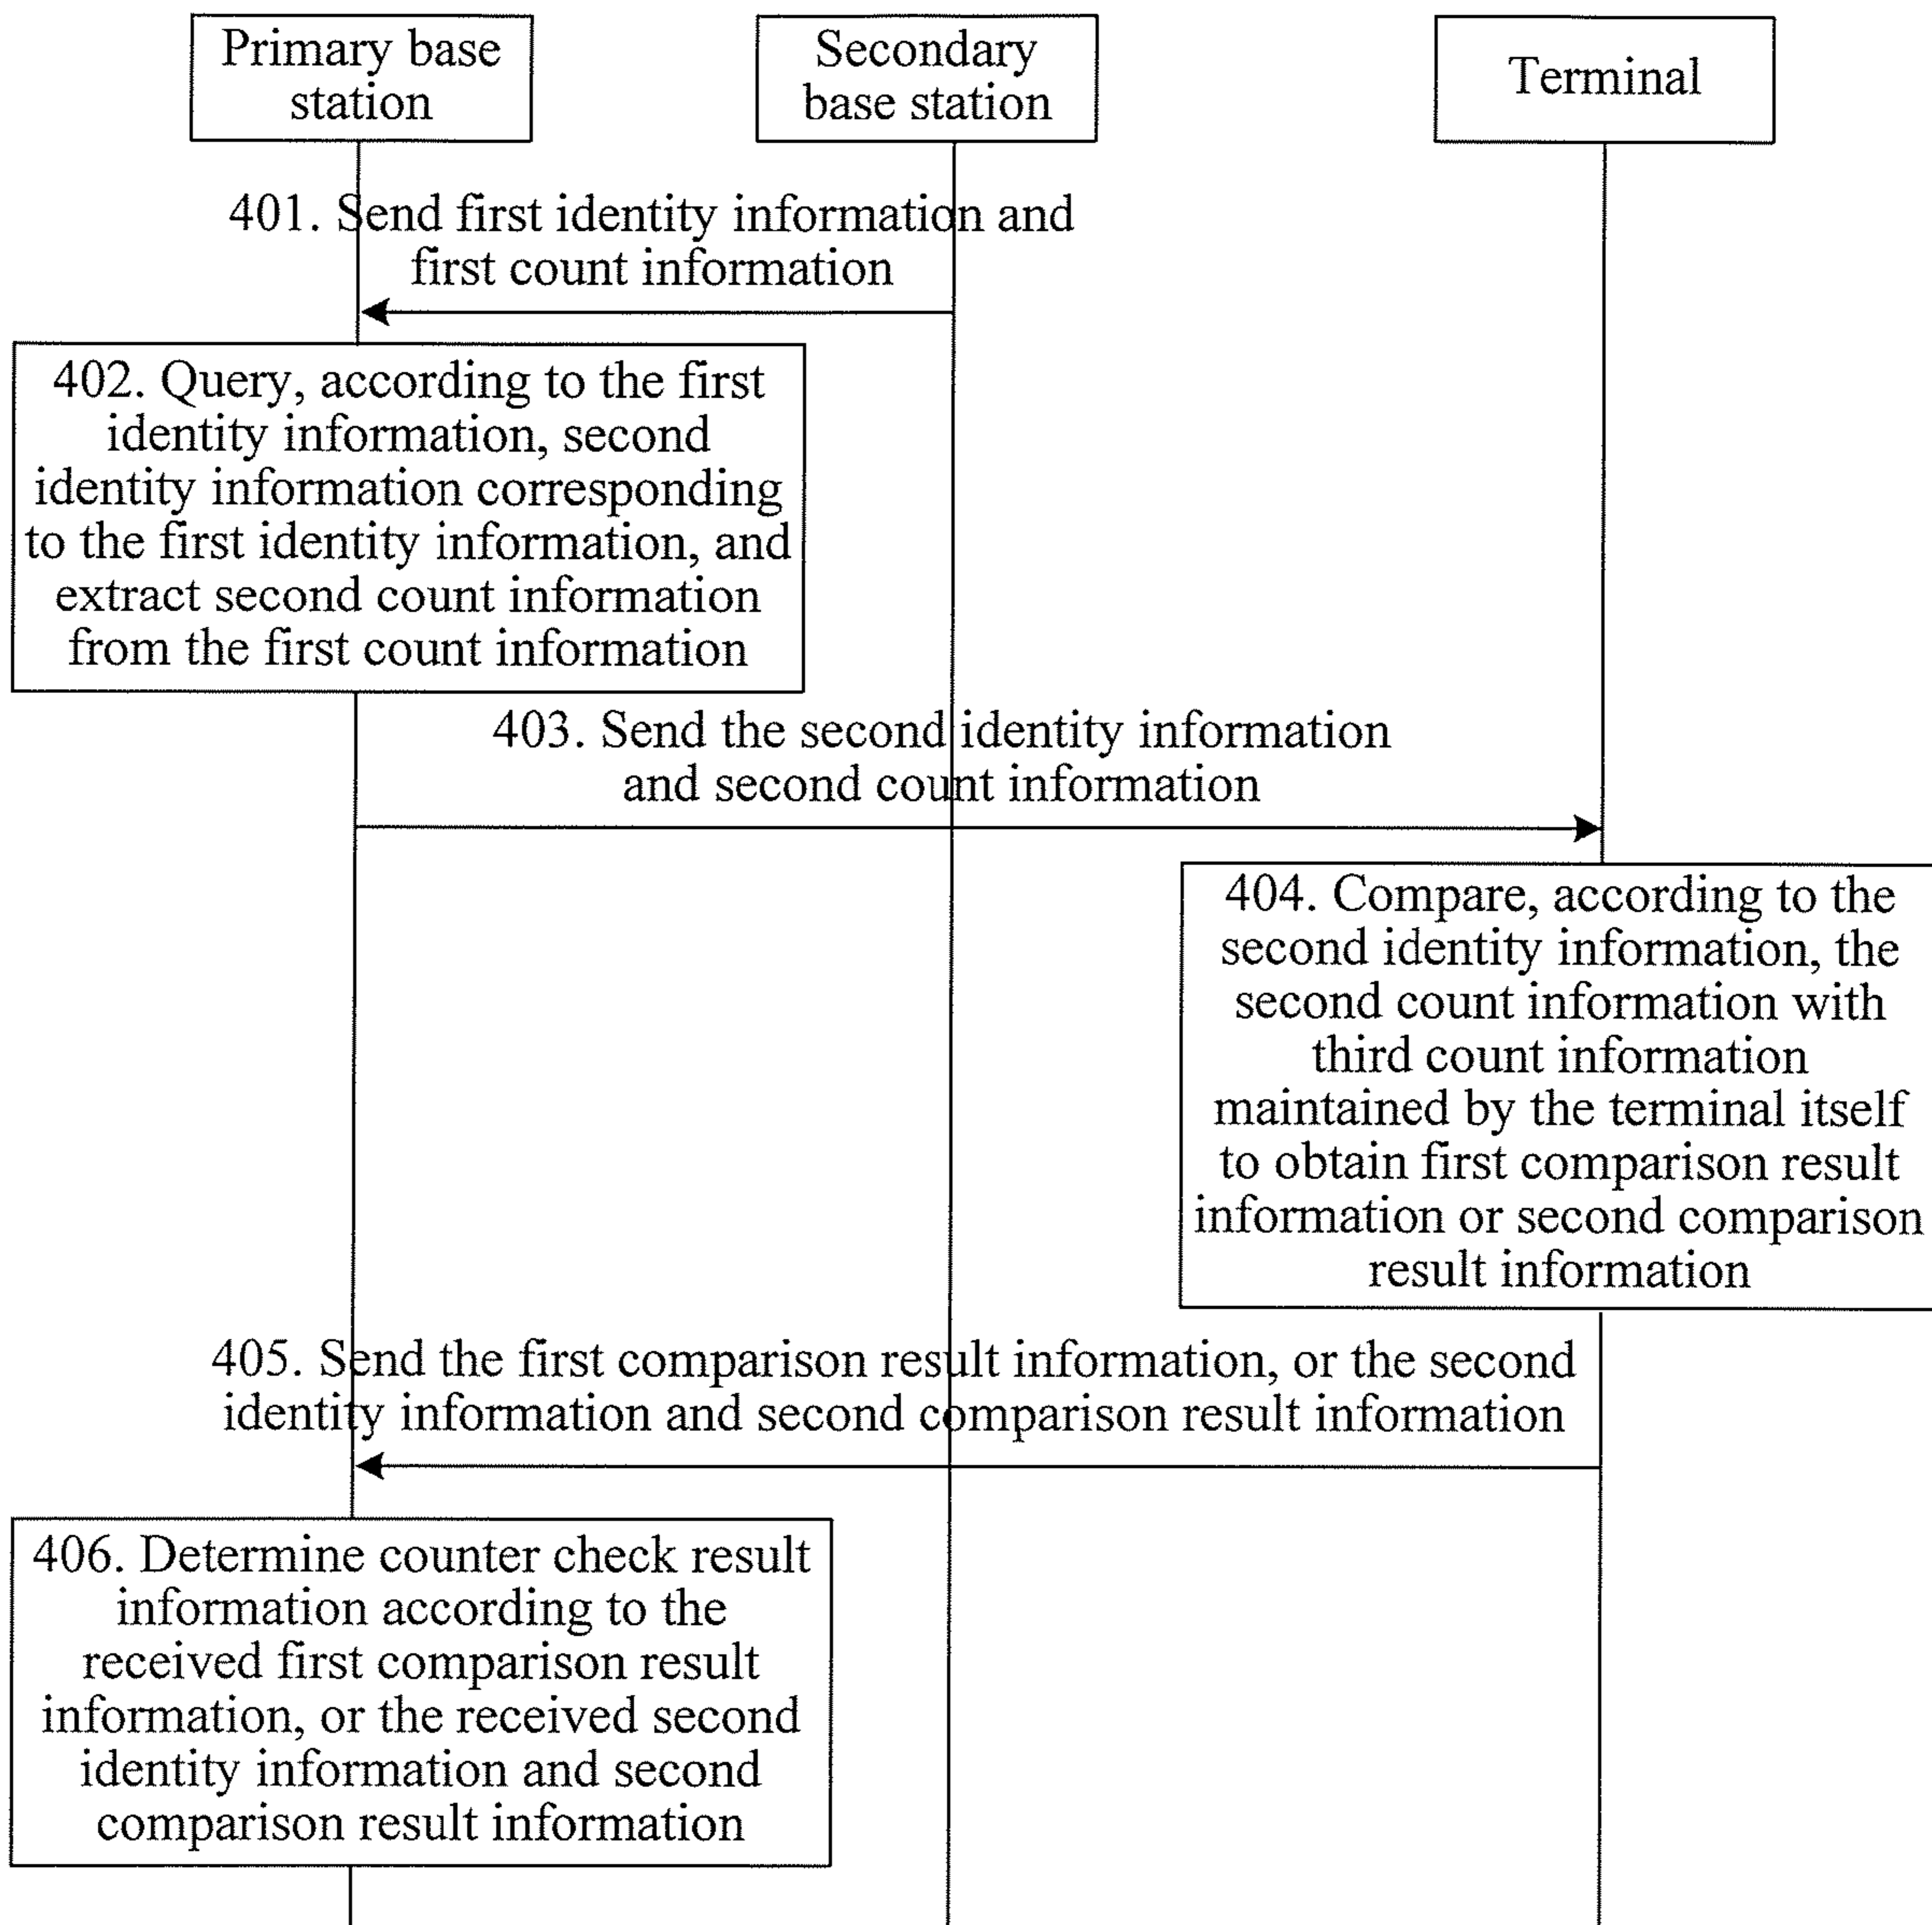 Primary base
station
Secondary
base station
Terminal
401. Send first identity information and
first count information
402. Query, according to the first
identity information, second
identity information corresponding
to the first identity information, and
extract second count information
from the first count information
403. Send the second identity information
and second count information
404. Compare, according to the
second identity information, the
second count information with
third count information
maintained by the terminal itself
to obtain first comparison result
information or second comparison
result information
405. Send the first comparison result information, or the second
identity information and second comparison result information
406. Determine counter check result
information according to the
received first comparison result
information, or the received second
identity information and second
comparison result information